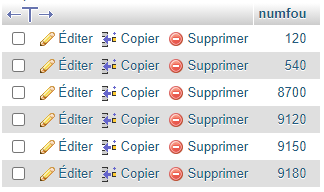 numfou
Éditer Copier Supprimer 120
Éditer Copier Supprimer 540
Éditer Copier Supprimer 8700
Éditer Copier Supprimer 9120
Éditer Copier Supprimer 9150
Éditer Copier Supprimer 9180